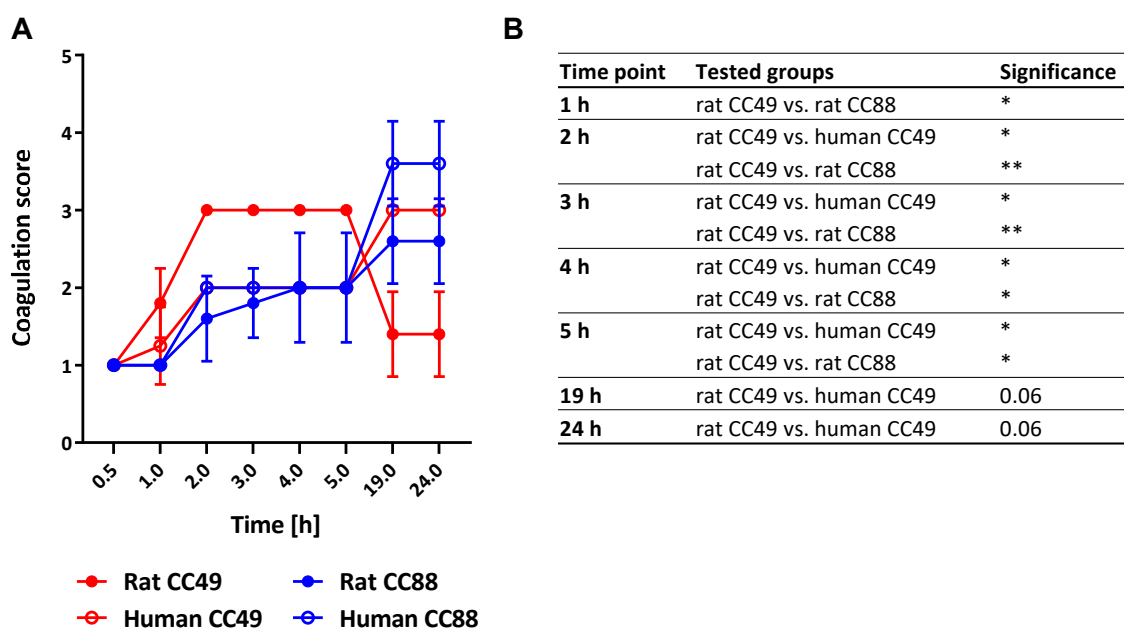 A
5
4
3
2
1
0
Coagulation score
0.5 1.0 2.0 3.0 4.0 5.0 19.0 24.0
Time [h]
Rat CC49 Rat CC88
Human CC49 Human CC88
B
Time point Tested groups Significance
1 h rat CC49 vs. rat CC88 *
2 h rat CC49 vs. human CC49 *
rat CC49 vs. rat CC88 **
3 h rat CC49 vs. human CC49 *
rat CC49 vs. rat CC88 **
4 h rat CC49 vs. human CC49 *
rat CC49 vs. rat CC88 *
5 h rat CC49 vs. human CC49 *
rat CC49 vs. rat CC88 *
19 h rat CC49 vs. human CC49 0.06
24 h rat CC49 vs. human CC49 0.06